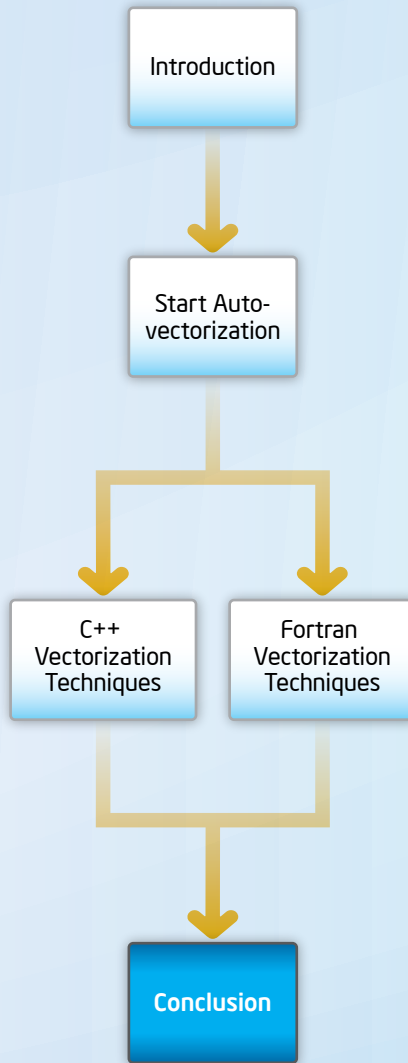 Introduction
Start Auto-
vectorization
C++
Vectorization
Techniques
Fortran
Vectorization
Techniques
Conclusion